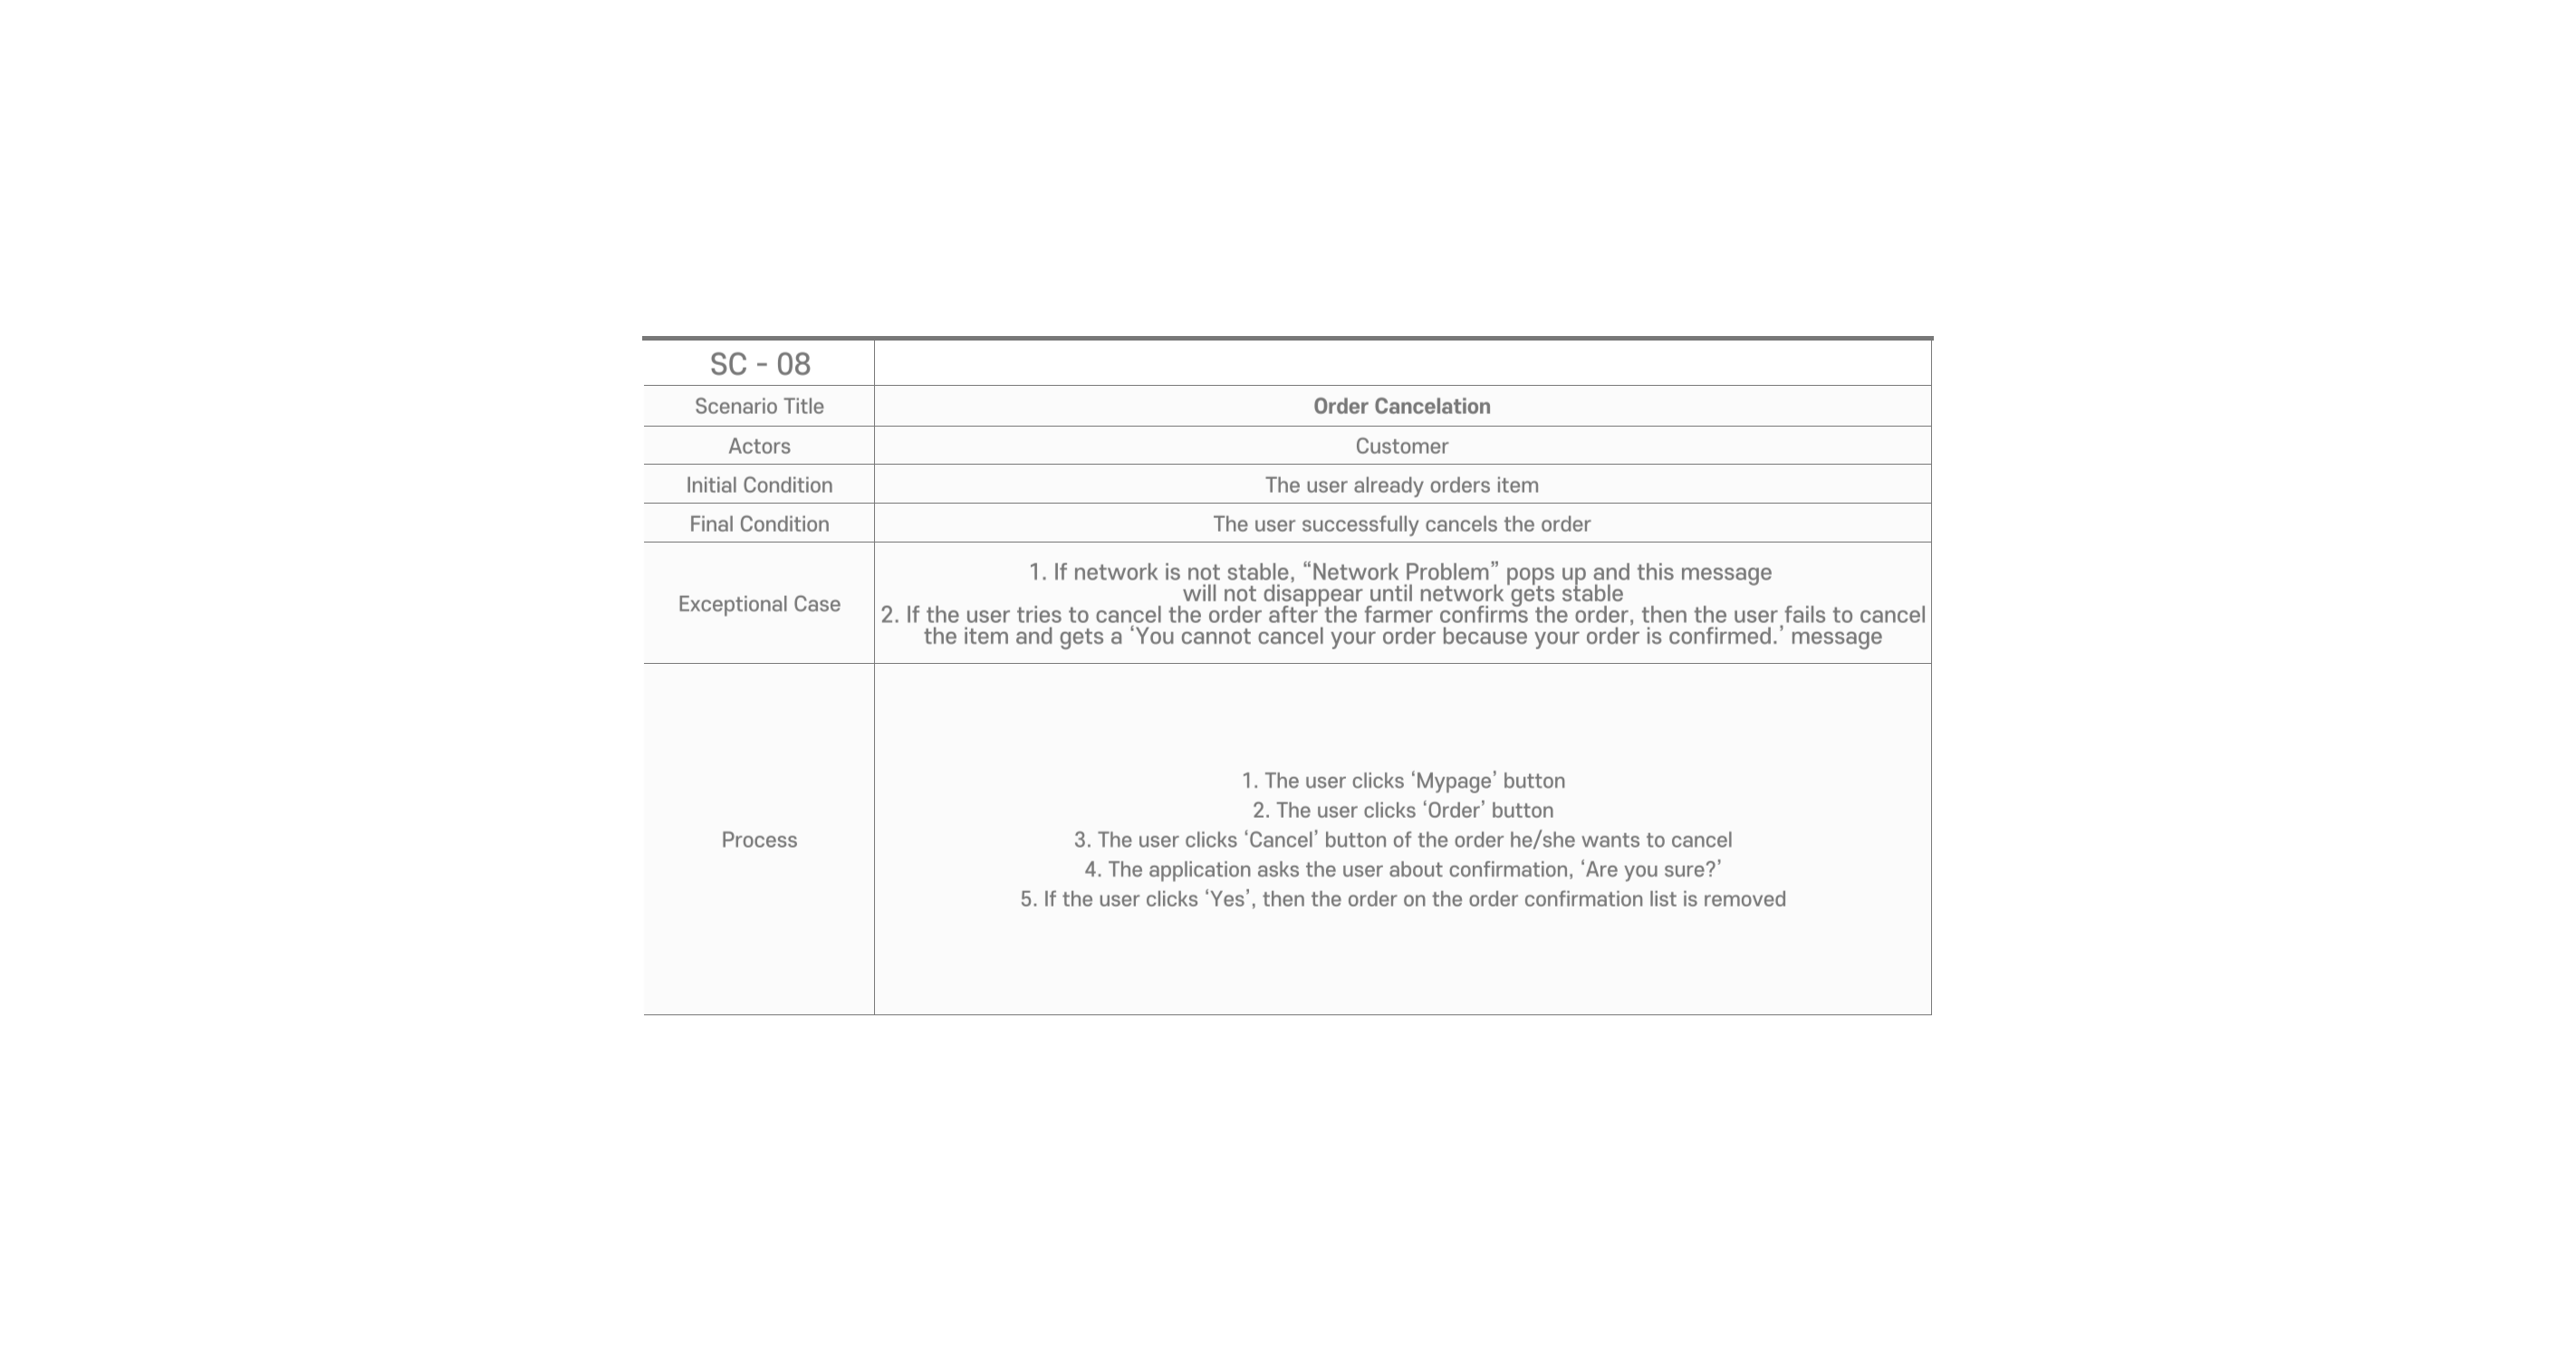 SC - 08
Scenario Title
Order Cancelation
Actors
Customer
Initial Condition
The user already orders item
Final Condition
The user successfully cancels the order
Exceptional Case
1. If network is not stable, “Network Problem” pops up and this message
will not disappear until network gets stable
2. If the user tries to cancel the order after the farmer confirms the order, then the user fails to cancel
the item and gets a ‘You cannot cancel your order because your order is confirmed.’ message
Process
1. The user clicks ‘Mypage’ button
2. The user clicks ‘Order’ button
3. The user clicks ‘Cancel’ button of the order he/she wants to cancel
4. The application asks the user about confirmation, ‘Are you sure?’
5. If the user clicks ‘Yes’, then the order on the order confirmation list is removed